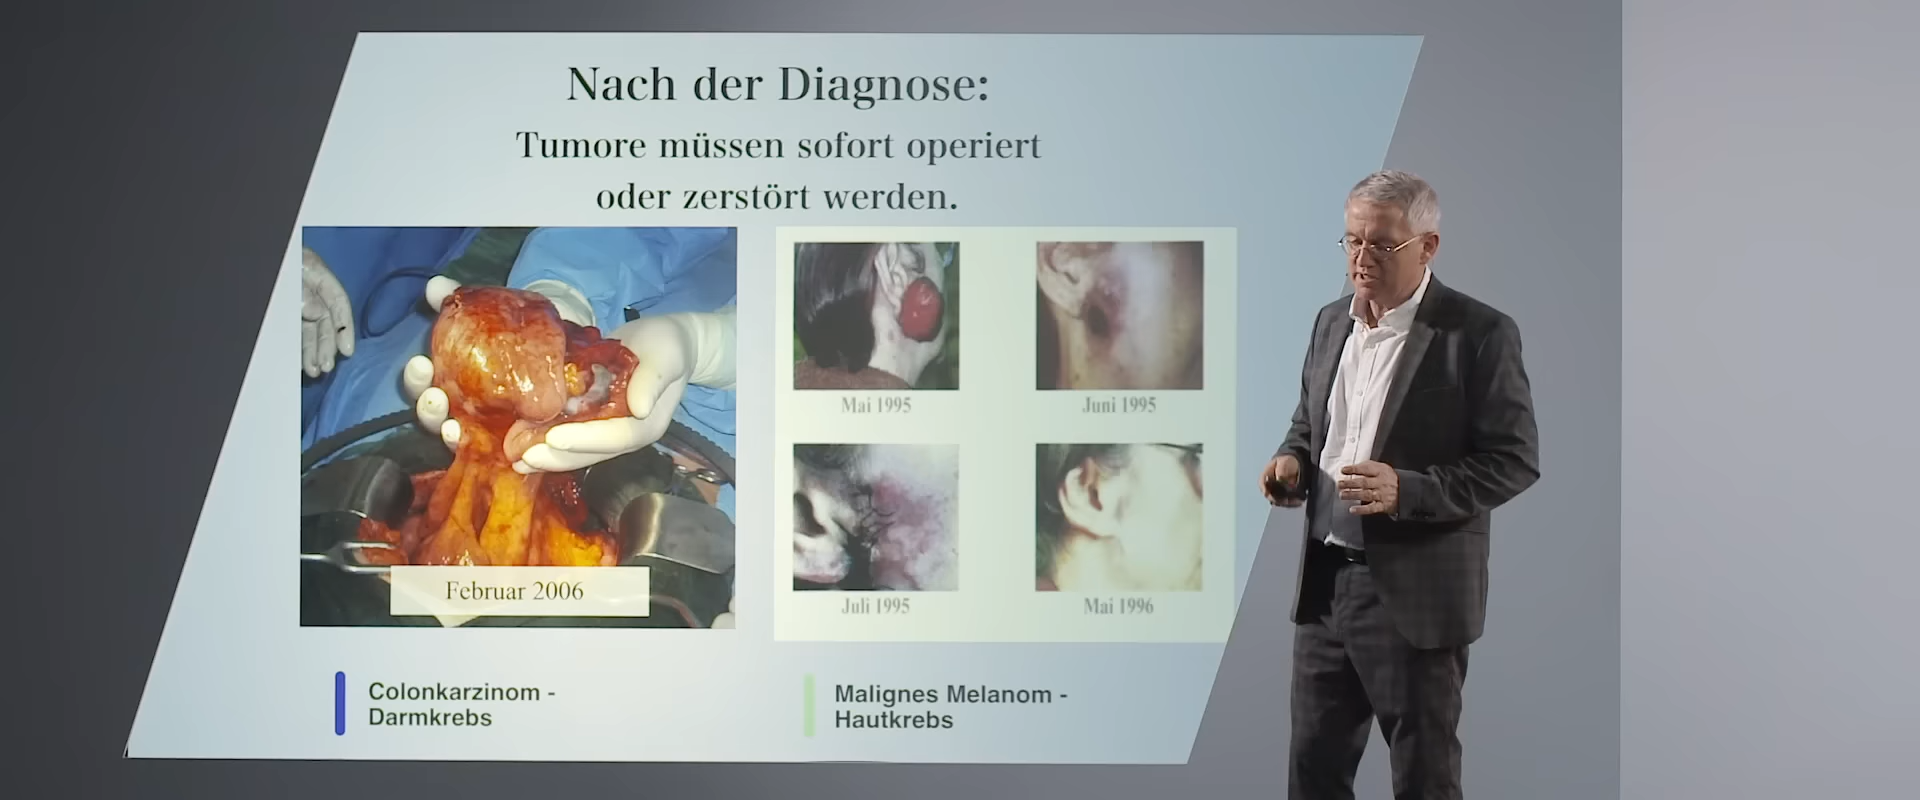 Nach der Diagnose:
Tumore müssen sofort operiert
oder zerstört werden.
Februar 2006
Mai 1995
Juni 1995
Juli 1995
Mai 1996
Colonkarzinom -
Darmkrebs
Malignes Melanom -
Hautkrebs